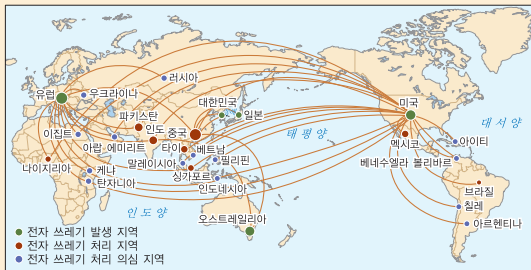 러시아
유럽
우크라이나
대한민국
미국
파키스탄
일본
대서양
이집트
인도
중국
태평양
아이티
멕시코
아랍 에미리트
타이
베트남
베네수엘라 볼리바르
말레이시아
필리핀
나이지리아
케냐
싱가포르
브라질
탄자니아
인도네시아
칠레
인도양
오스트레일리아
아르헨티나
전자 쓰레기 발생 지역
전자 쓰레기 처리 지역
전자 쓰레기 처리 의심 지역